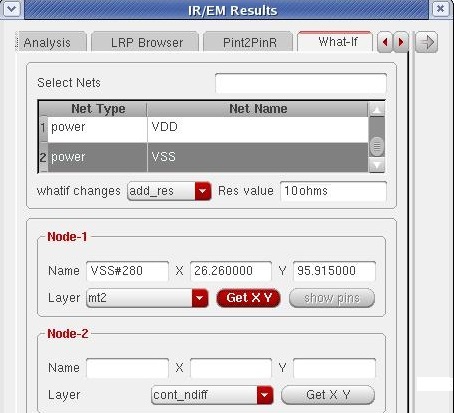 IR/EM Results
Analysis LRP Browser Pint2PinR What-If
Select Nets
Net Type Net Name
1 power VDD
2 power VSS
whatif changes add_res Res value 10ohms
Node-1
Name VSS#280 X 26.260000 Y 95.915000
Layer mt2 Get X Y show pins
Node-2
Name X Y
Layer cont_ndiff Get X Y